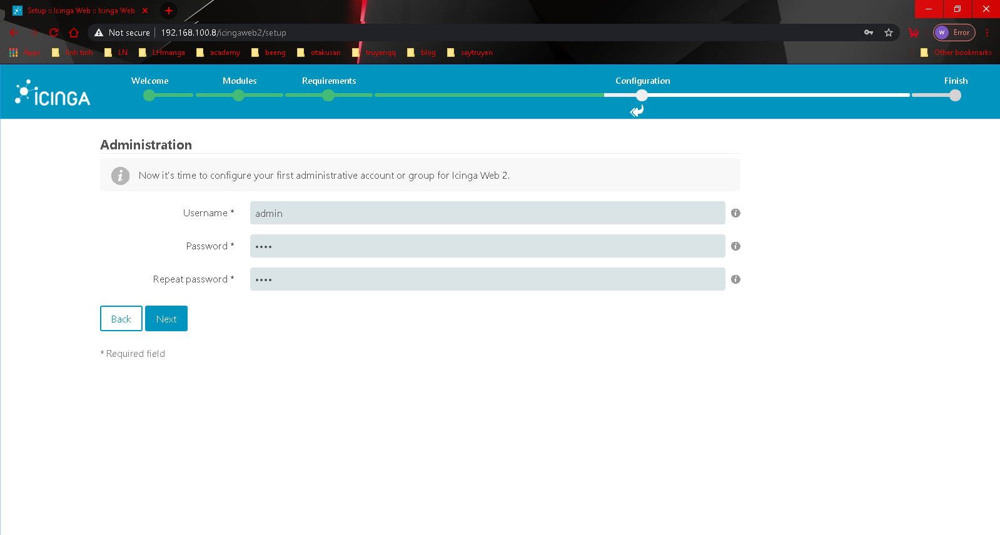 Setup :: Icinga Web :: Icinga Web
Not secure 192.168.100.8/icingaweb2/setup
W Error
Apps linh tinh LN LHmanga academy beeng otakusan truyenqq blog saytruyen Other bookmarks
ICINGA
Welcome Modules Requirements Configuration Finish
Administration
Now it's time to configure your first administrative account or group for Icinga Web 2.
Username * admin
Password * ••••
Repeat password * ••••
Back Next
* Required field